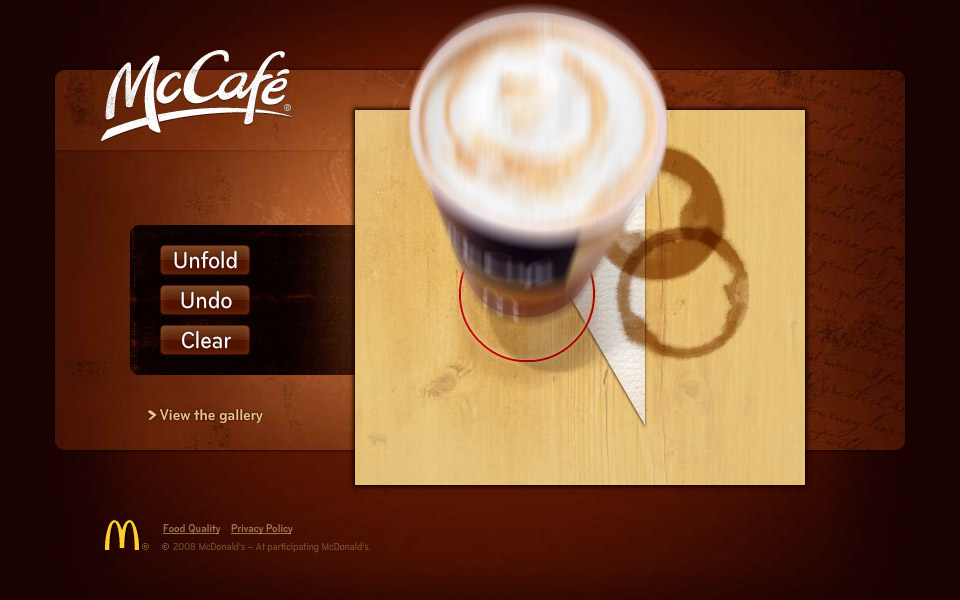 McCafé®
Unfold
Undo
Clear
> View the gallery
Food Quality Privacy Policy
® © 2008 McDonald's – At participating McDonald's.